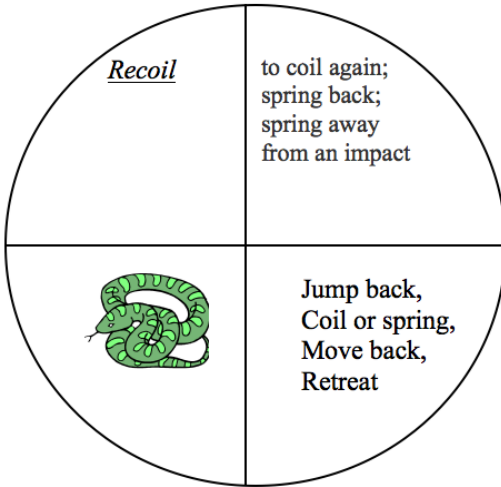 Recoil
to coil again;
spring back;
spring away
from an impact
Jump back,
Coil or spring,
Move back,
Retreat